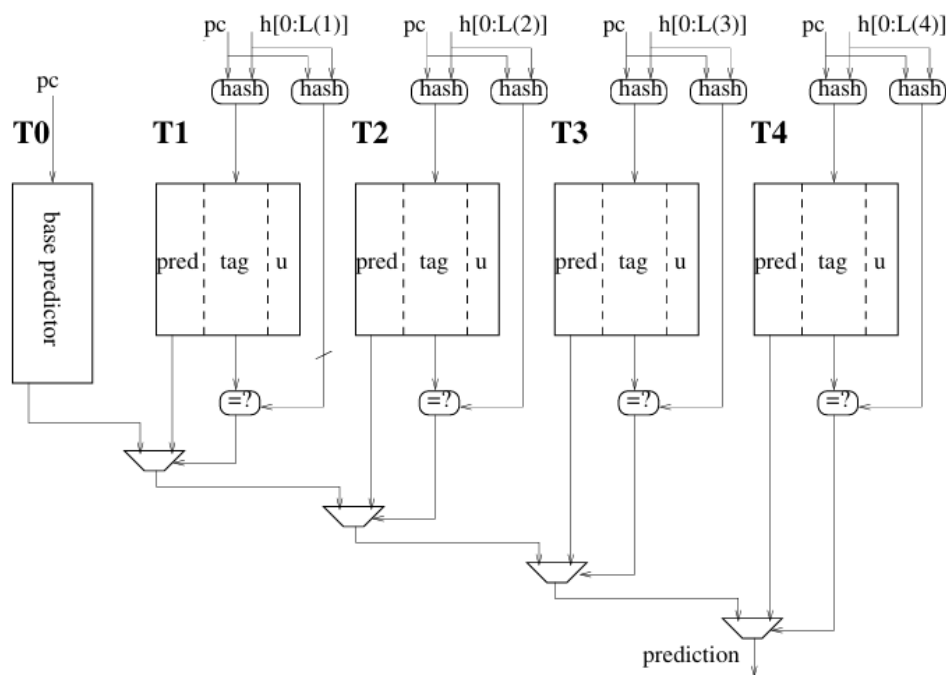 pc h[0:L(1)] pc h[0:L(2)] pc h[0:L(3)] pc h[0:L(4)]
hash hash hash hash hash hash hash hash
pc
T0 T1 T2 T3 T4
base predictor
pred tag u pred tag u pred tag u pred tag u
=? =? =? =?
prediction